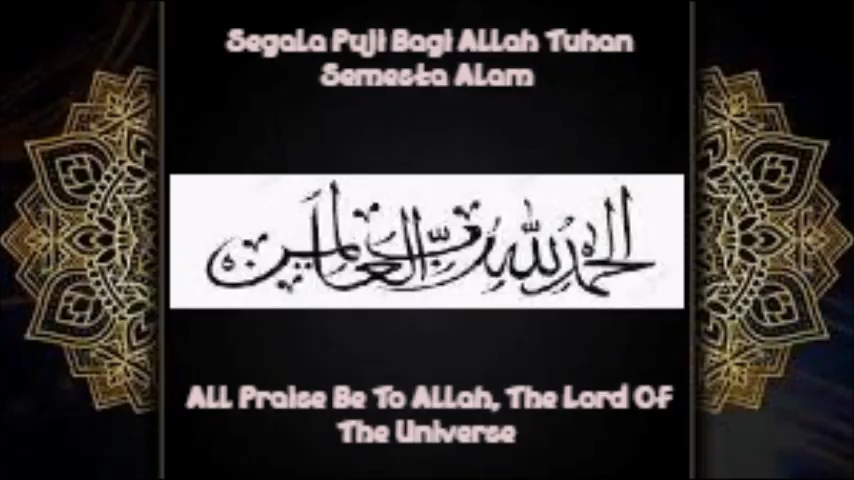 Segala Puji Bagi Allah Tuhan
Semesta Alam
الحمد لله رب العالمين
All Praise Be To Allah, The Lord Of
The Universe